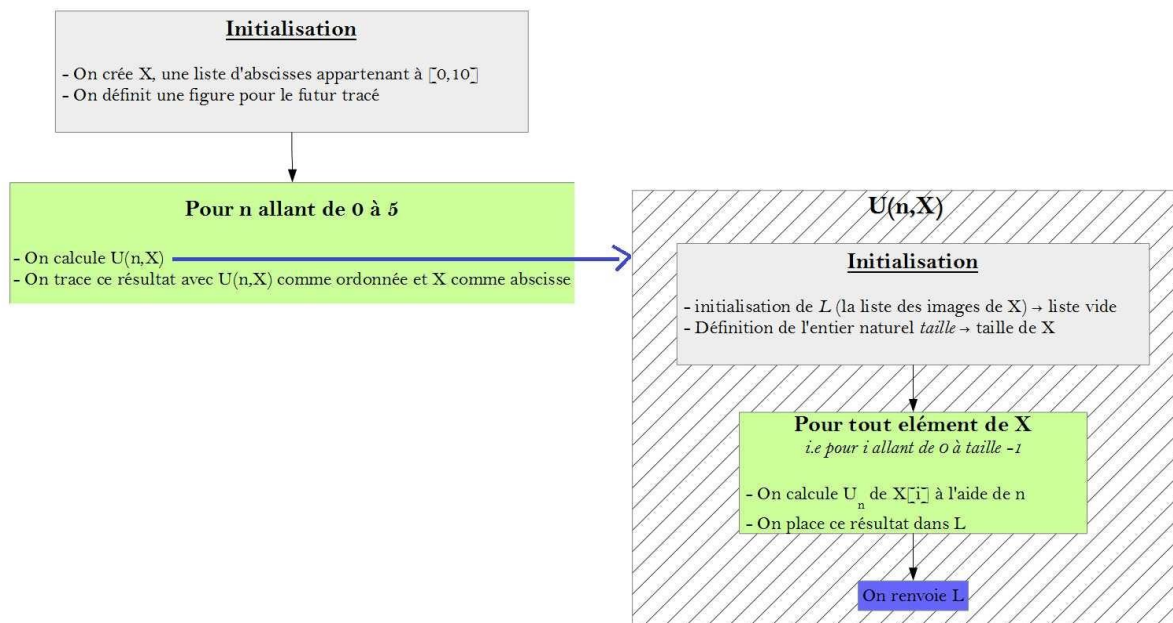 Initialisation
- On crée X, une liste d'abscisses appartenant à [0,10]
- On définit une figure pour le futur tracé
Pour n allant de 0 à 5
- On calcule U(n,X)
- On trace ce résultat avec U(n,X) comme ordonnée et X comme abscisse
U(n,X)
Initialisation
- initialisation de L (la liste des images de X) → liste vide
- Définition de l'entier naturel taille → taille de X
Pour tout elément de X
i.e pour i allant de 0 à taille -1
- On calcule U_n de X[i] à l'aide de n
- On place ce résultat dans L
On renvoie L